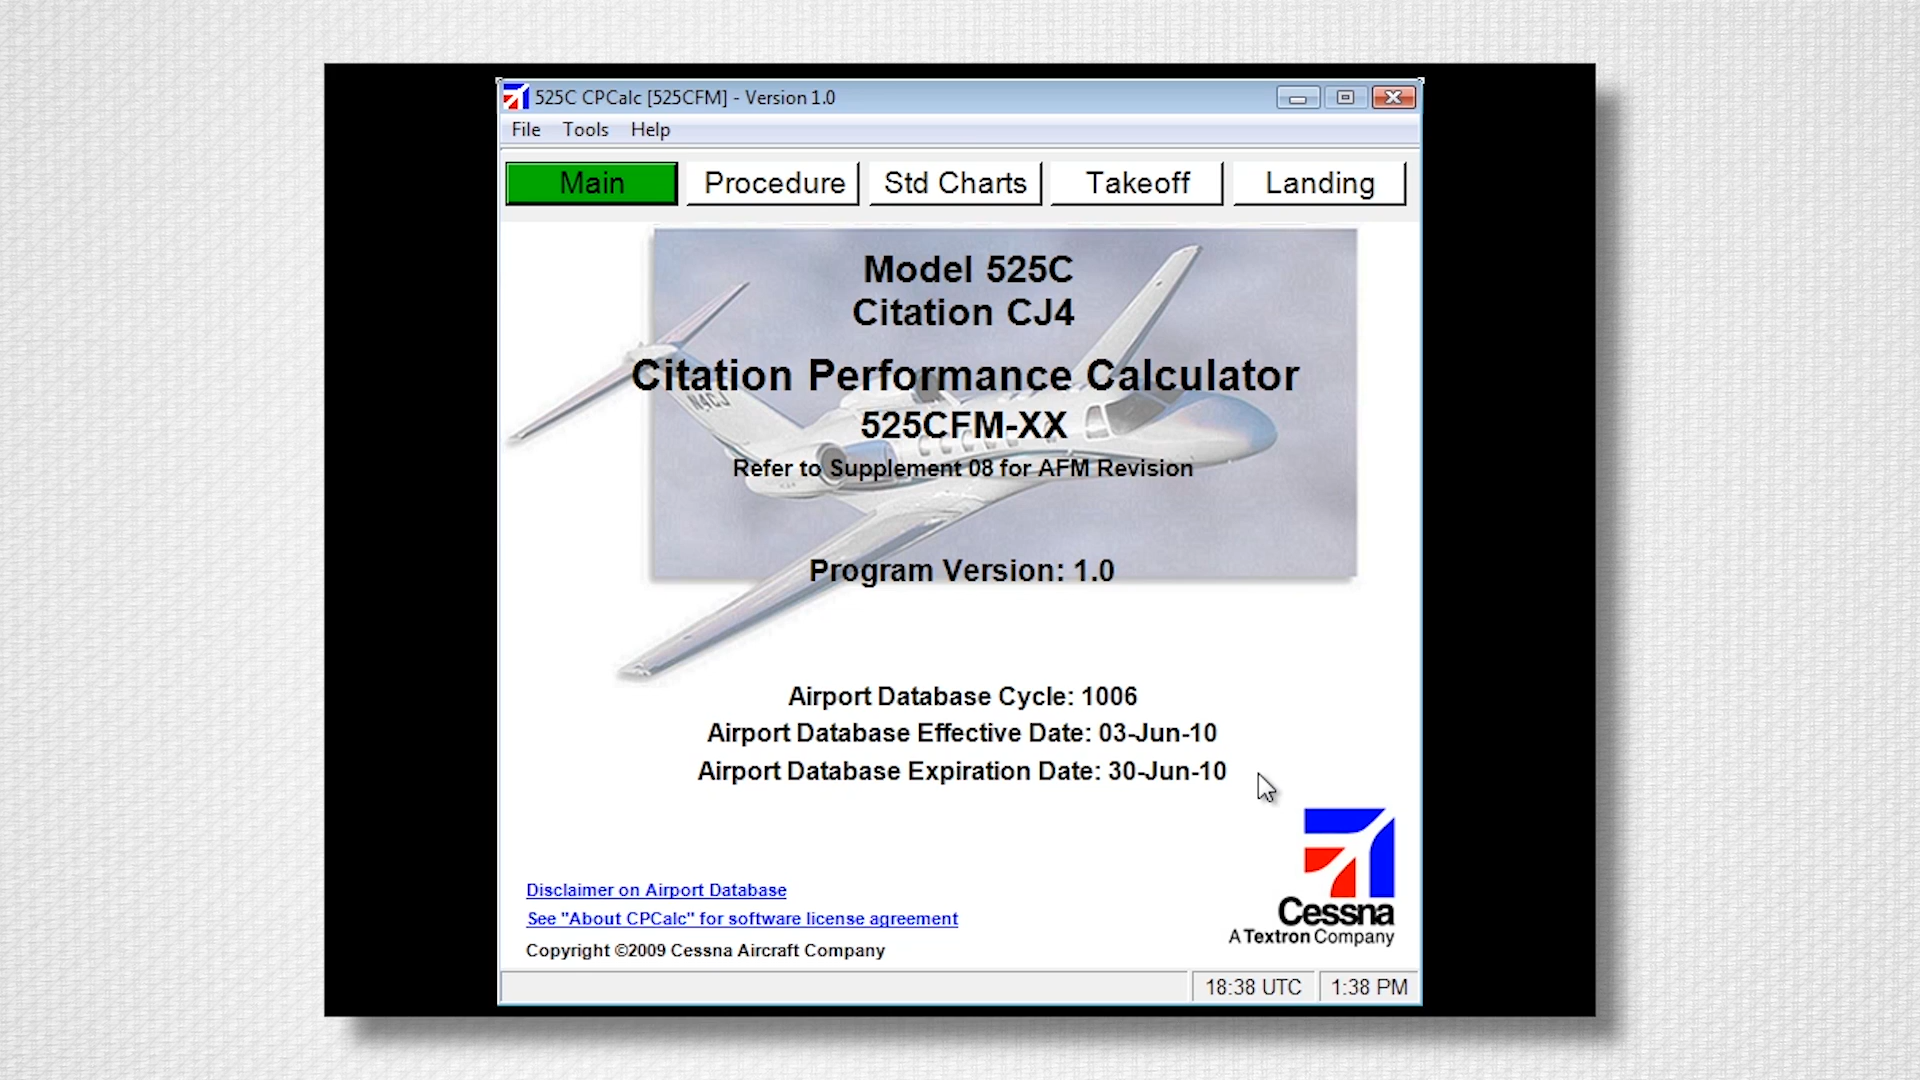 525C CPCalc [525CFM] - Version 1.0
File Tools Help
Main Procedure Std Charts Takeoff Landing
Model 525C
Citation CJ4
Citation Performance Calculator
N4CJ
525CFM-XX
Refer to Supplement 08 for AFM Revision
Program Version: 1.0
Airport Database Cycle: 1006
Airport Database Effective Date: 03-Jun-10
Airport Database Expiration Date: 30-Jun-10
Disclaimer on Airport Database
See "About CPCalc" for software license agreement
Copyright ©2009 Cessna Aircraft Company
Cessna
A Textron Company
18:38 UTC 1:38 PM